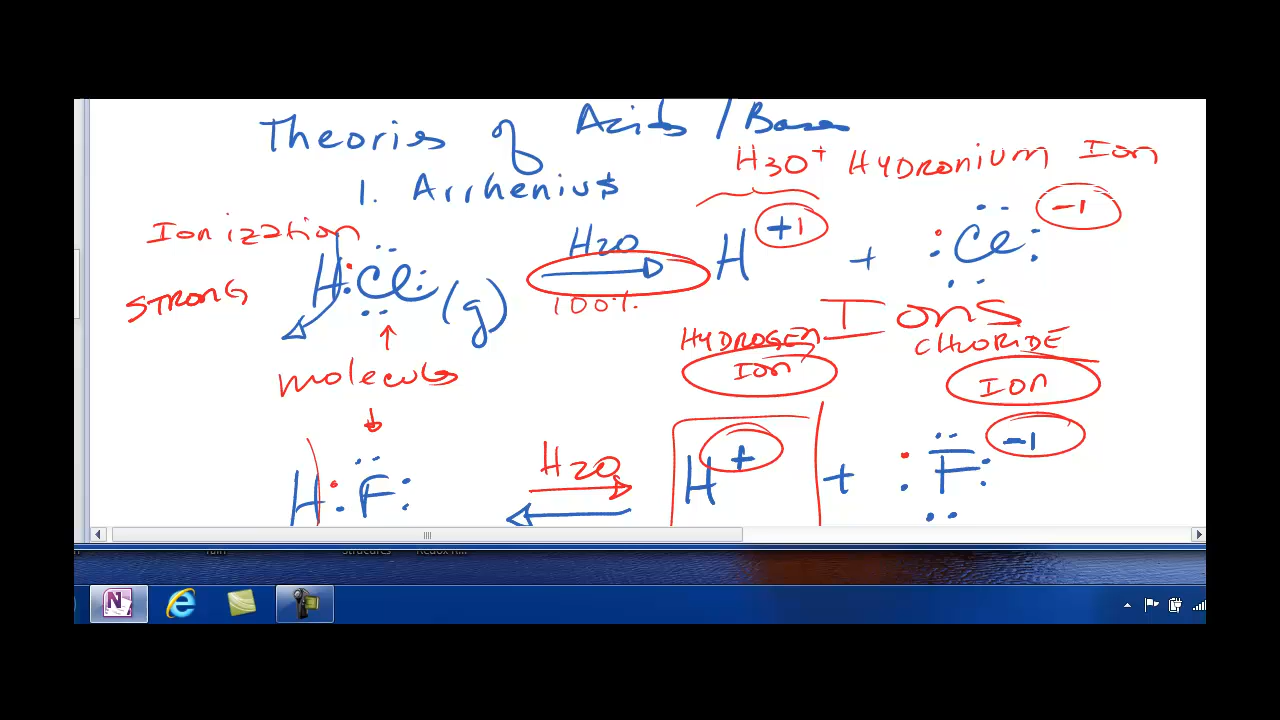 Theories of Acids / Bases
H3O+ Hydronium Ion
1. Arrhenius
Ionization
H Cl (g) H2O H +1 + Cl -1
STRONG
100%
Ions
HYDROGEN Ion
CHLORIDE Ion
molecules
H F H2O H + + F -1